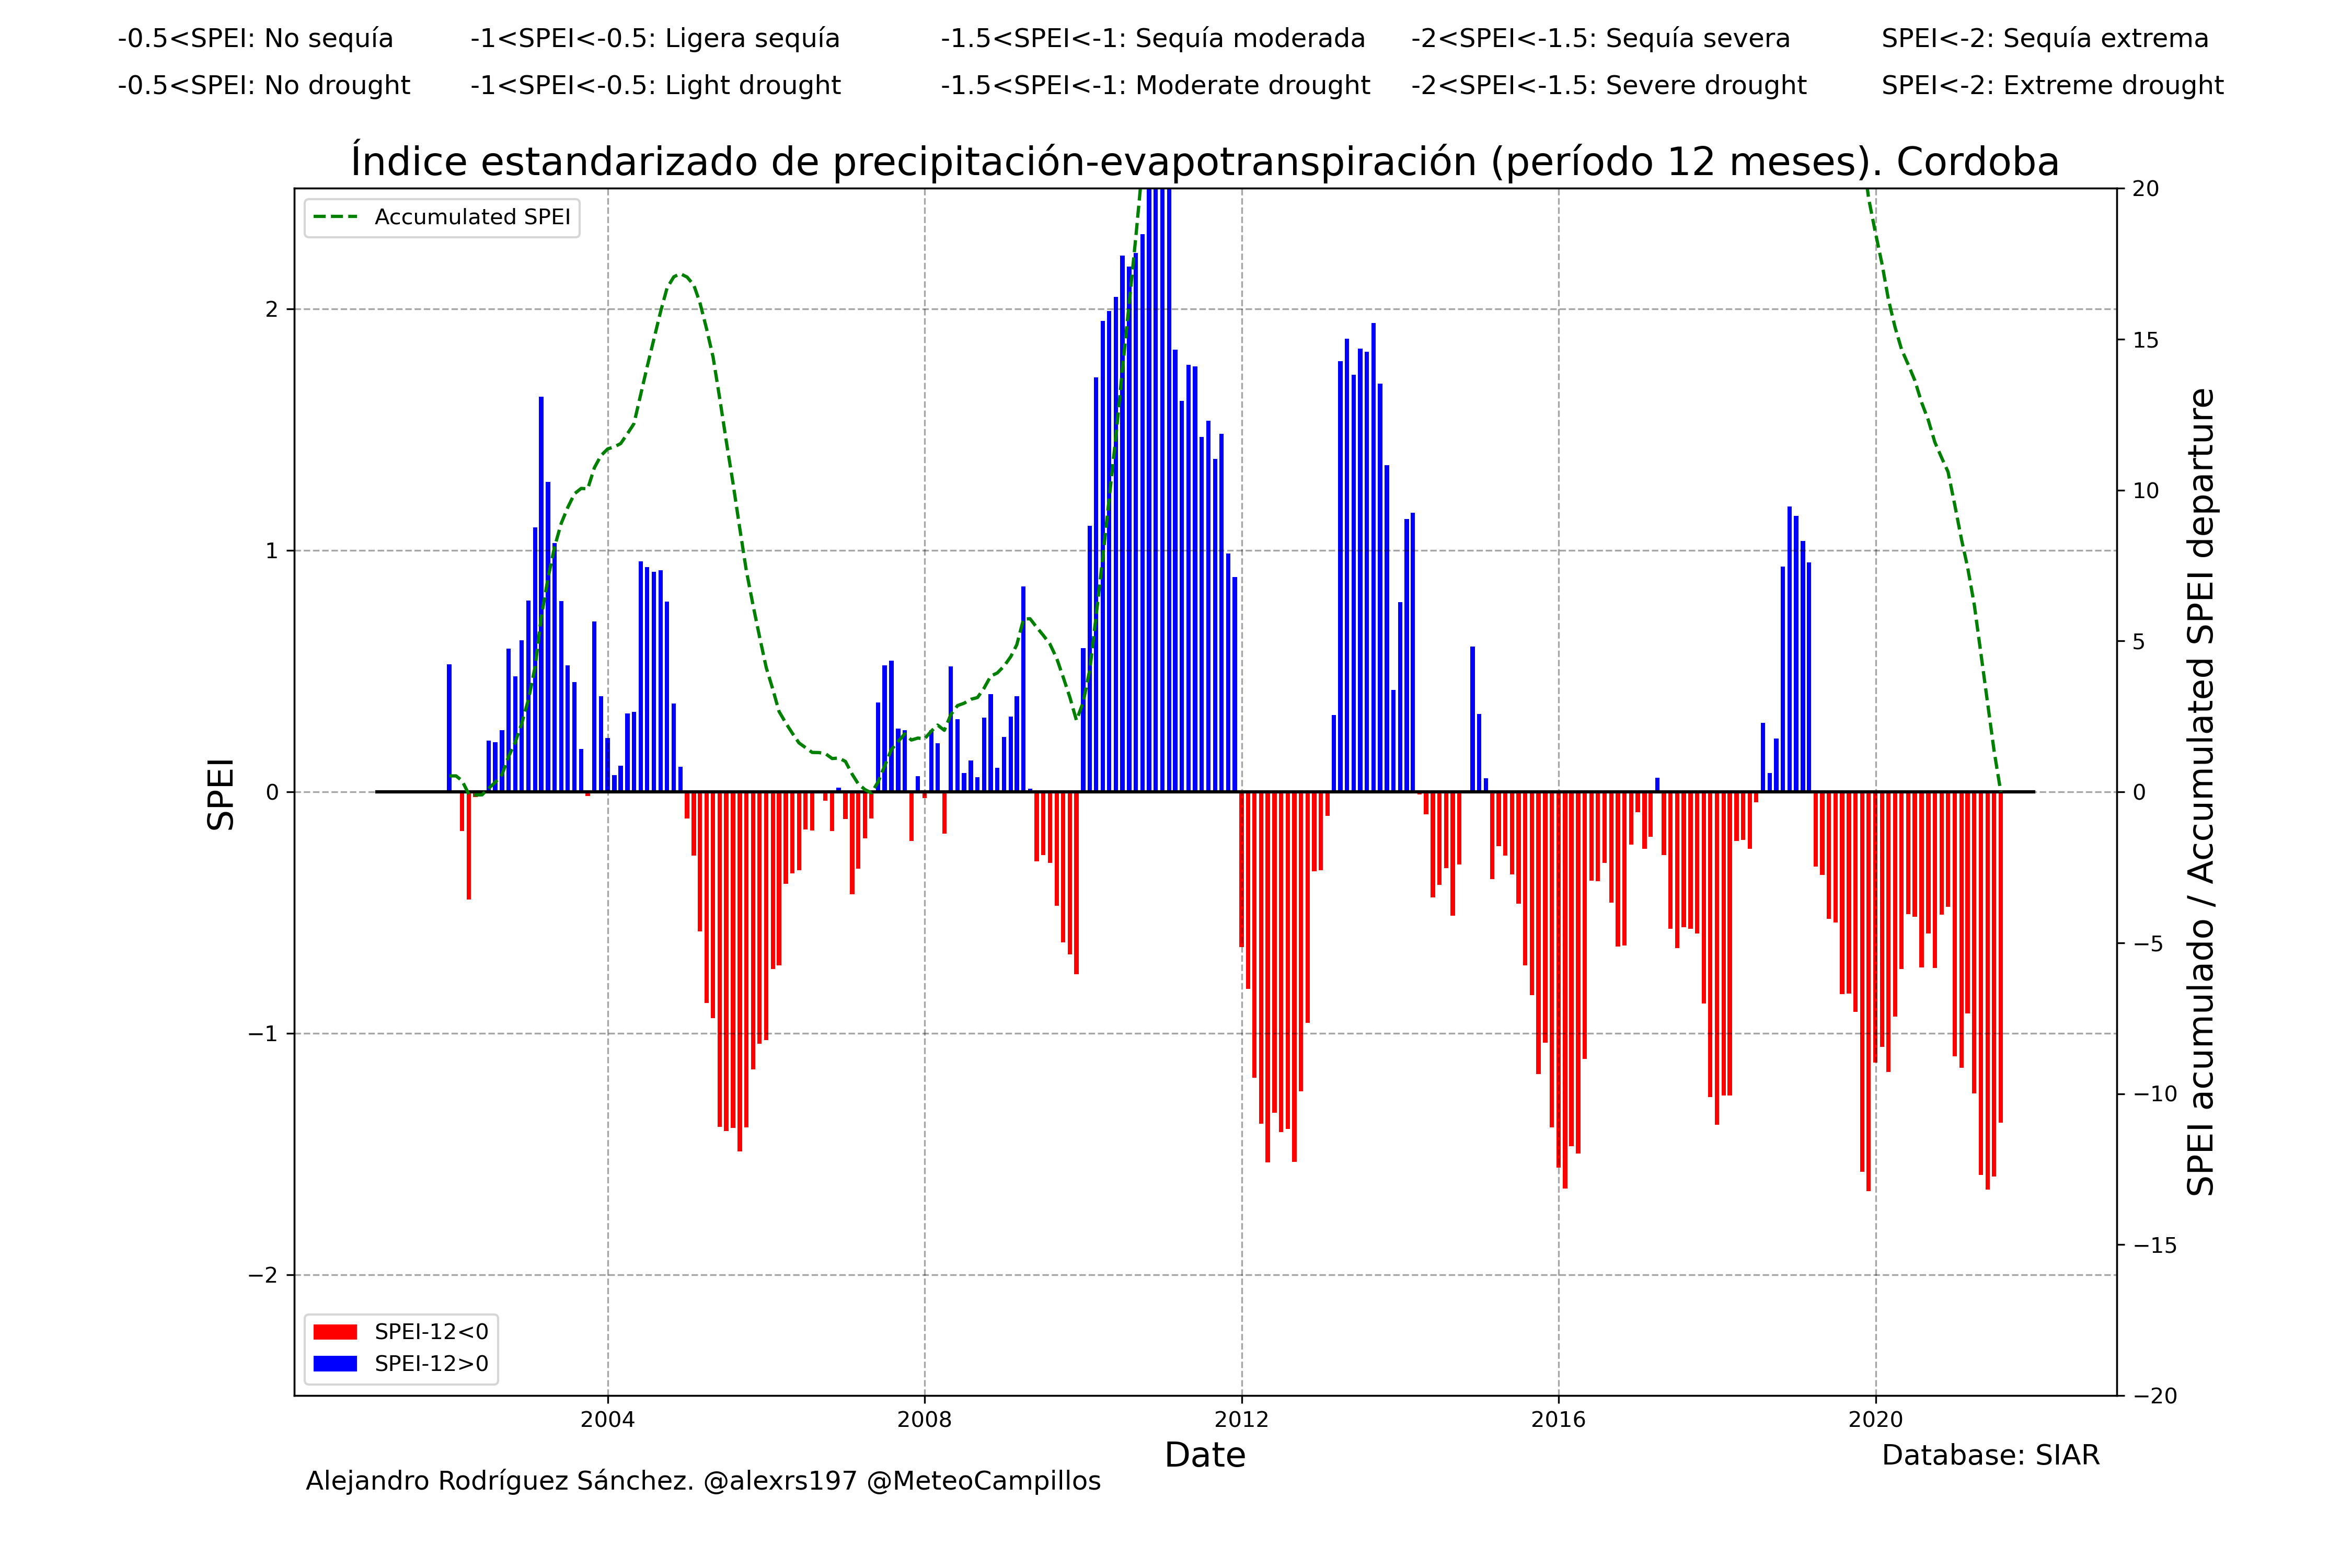 -0.5<SPEI: No sequía
-1<SPEI<-0.5: Ligera sequía
-1.5<SPEI<-1: Sequía moderada
-2<SPEI<-1.5: Sequía severa
SPEI<-2: Sequía extrema
-0.5<SPEI: No drought
-1<SPEI<-0.5: Light drought
-1.5<SPEI<-1: Moderate drought
-2<SPEI<-1.5: Severe drought
SPEI<-2: Extreme drought
Índice estandarizado de precipitación-evapotranspiración (período 12 meses). Cordoba
Accumulated SPEI
SPEI
2
1
0
−1
−2
20
15
10
5
0
−5
−10
−15
−20
SPEI acumulado / Accumulated SPEI departure
SPEI-12<0
SPEI-12>0
2004
2008
2012
2016
2020
Date
Database: SIAR
Alejandro Rodríguez Sánchez. @alexrs197 @MeteoCampillos